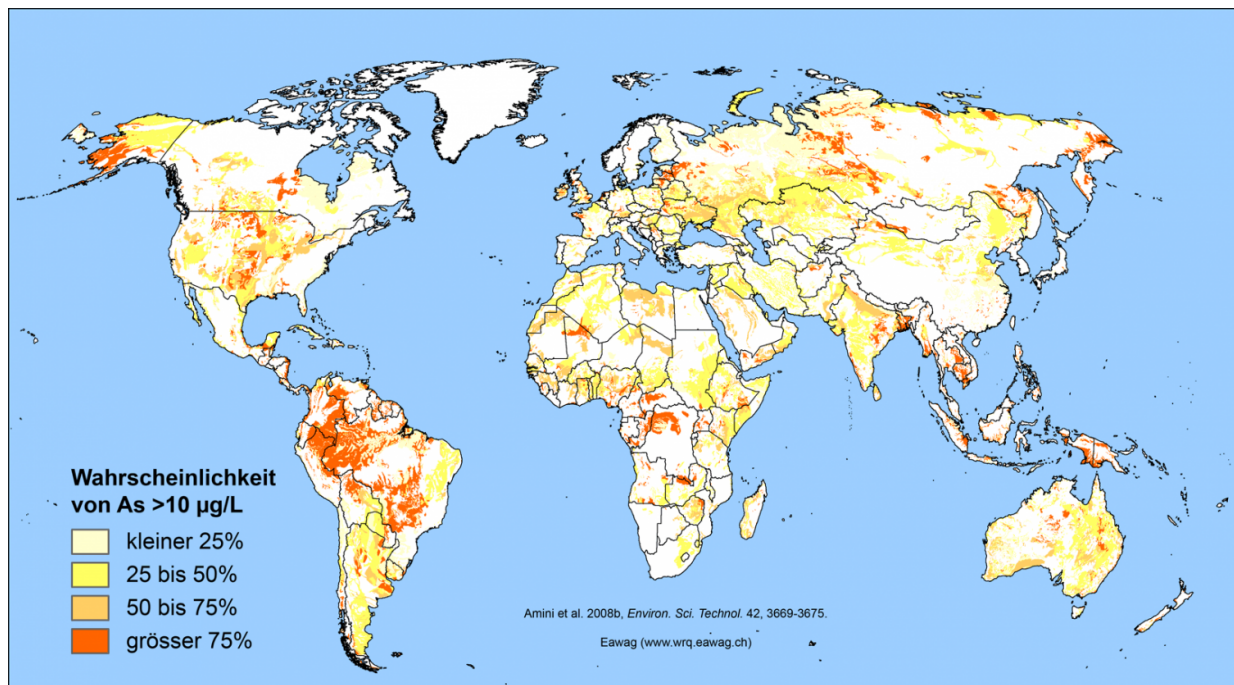 Wahrscheinlichkeit
von As >10 µg/L
kleiner 25%
25 bis 50%
50 bis 75%
grösser 75%
Amini et al. 2008b, Environ. Sci. Technol. 42, 3669-3675.
Eawag (www.wrq.eawag.ch)